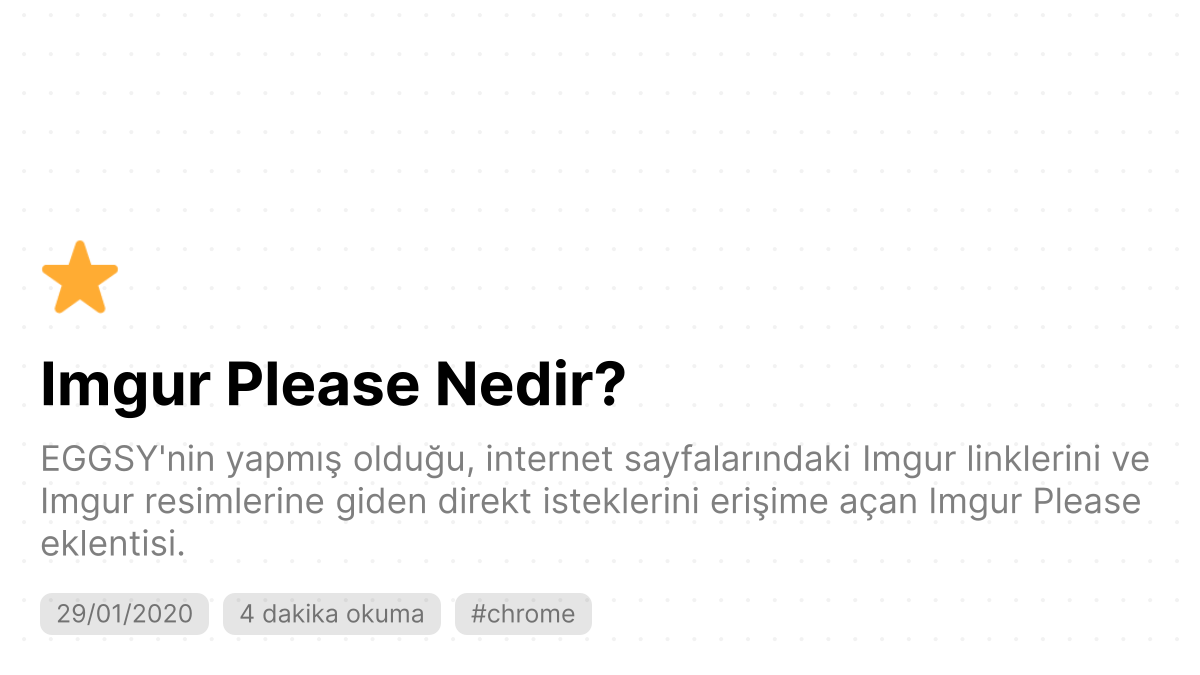 Imgur Please Nedir?
EGGSY'nin yapmış olduğu, internet sayfalarındaki Imgur linklerini ve
Imgur resimlerine giden direkt isteklerini erişime açan Imgur Please
eklentisi.
29/01/2020 4 dakika okuma #chrome